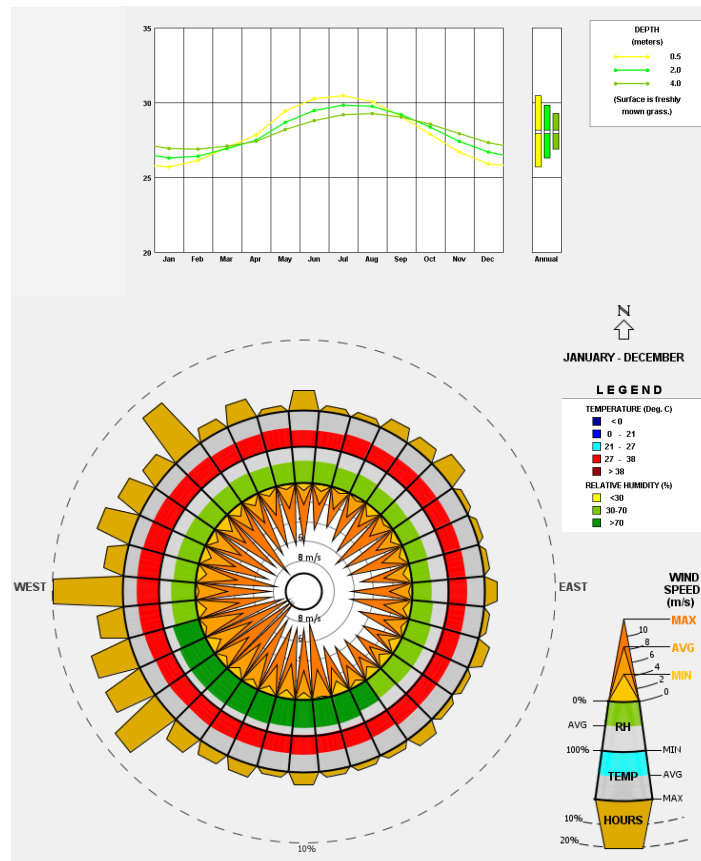 35
30
25
20
Jan Feb Mar Apr May Jun Jul Aug Sep Oct Nov Dec
Annual
DEPTH
(meters)
0.5
2.0
4.0
(Surface is freshly
mown grass.)
N
JANUARY - DECEMBER
LEGEND
TEMPERATURE (Deg. C)
< 0
0 - 21
21 - 27
27 - 38
> 38
RELATIVE HUMIDITY (%)
<30
30-70
>70
WEST
EAST
6
8 m/s
8 m/s
6
10%
WIND
SPEED
(m/s)
MAX
10
8
AVG
6
4
MIN
2
0
0%
RH
AVG
100%
MIN
TEMP
AVG
MAX
HOURS
10%
20%